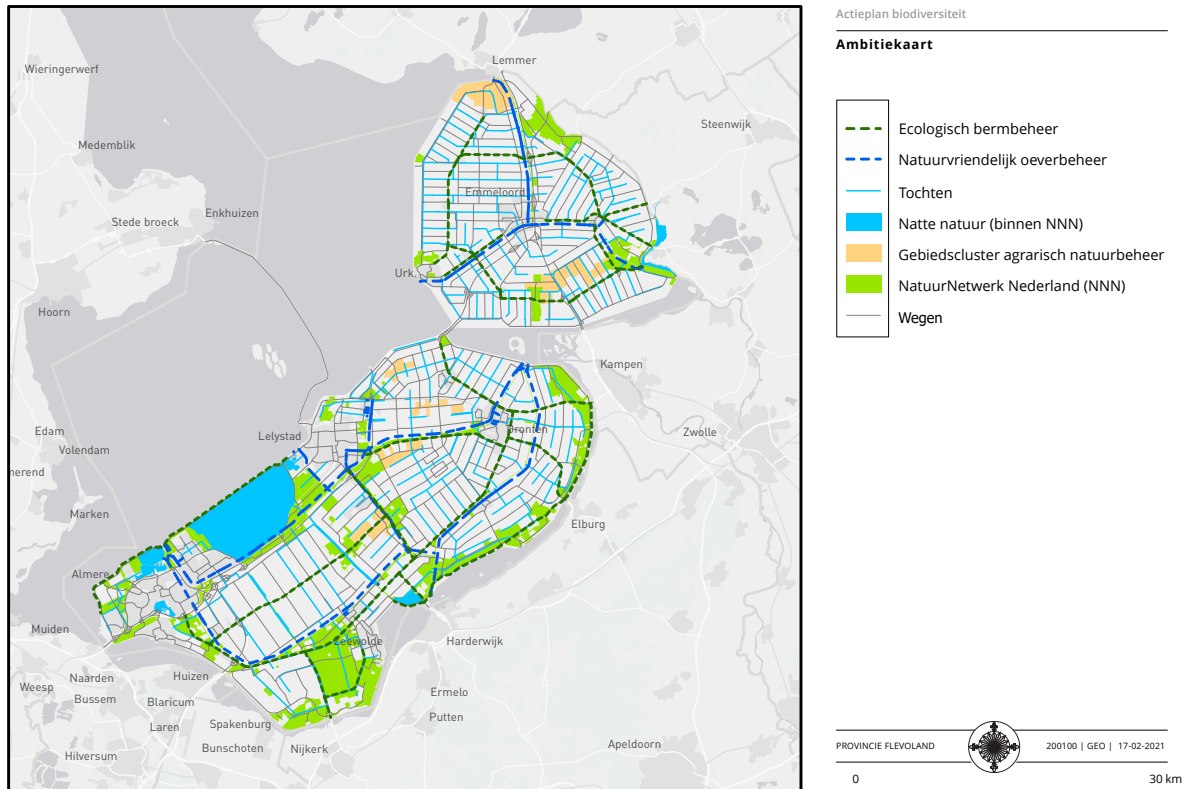 Actieplan biodiversiteit
Ambitiekaart
Ecologisch bermbeheer
Natuurvriendelijk oeverbeheer
Tochten
Natte natuur (binnen NNN)
Gebiedscluster agrarisch natuurbeheer
NatuurNetwerk Nederland (NNN)
Wegen
Lemmer
Wieringerwerf
Steenwijk
Medemblik
Emmeloord
Enkhuizen
Stede broeck
Urk
Hoorn
Kampen
Edam
Lelystad
Dronten
Zwolle
Volendam
merend
Marken
Elburg
Almere
Muiden
Zeewolde
Harderwijk
Naarden
Huizen
Weesp
Bussem
Blaricum
Ermelo
Laren
Spakenburg
Putten
Bunschoten
Nijkerk
Apeldoorn
Hilversum
PROVINCIE FLEVOLAND
200100 | GEO | 17-02-2021
0
30 km